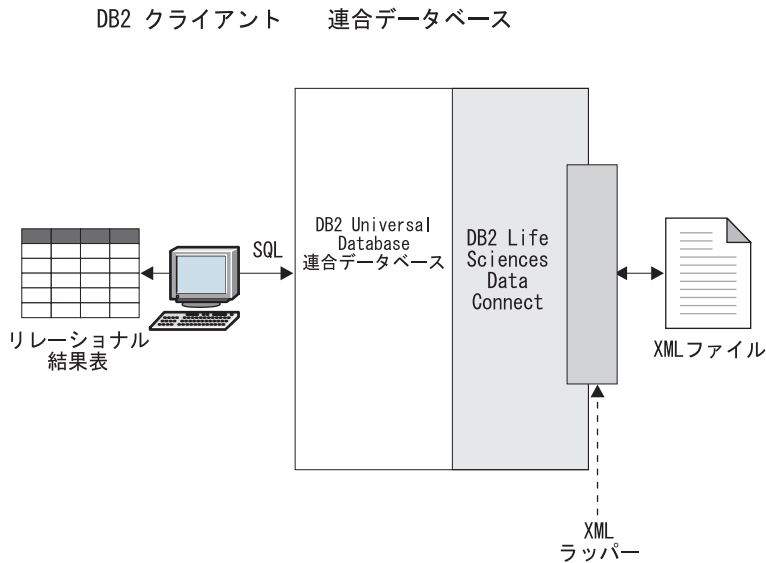 DB2 クライアント 連合データベース
SQL
DB2 Universal
Database
連合データベース
DB2 Life
Sciences
Data
Connect
リレーショナル
結果表
XMLファイル
XML
ラッパー